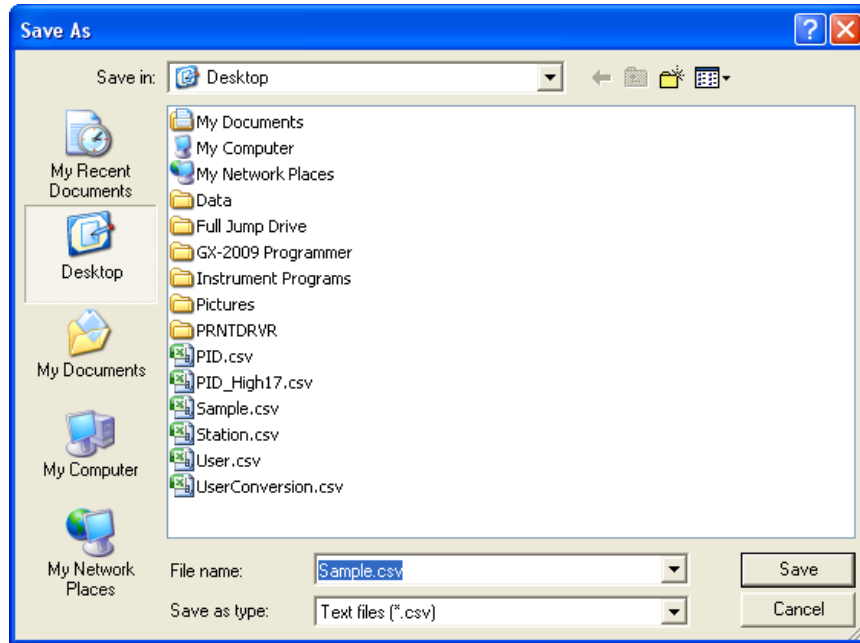 Save As
Save in: Desktop
My Recent
Documents
Desktop
My Documents
My Computer
My Network
Places
My Documents
My Computer
My Network Places
Data
Full Jump Drive
GX-2009 Programmer
Instrument Programs
Pictures
PRNTDRVR
PID.csv
PID_High17.csv
Sample.csv
Station.csv
User.csv
UserConversion.csv
File name: Sample.csv Save
Save as type: Text files (*.csv) Cancel